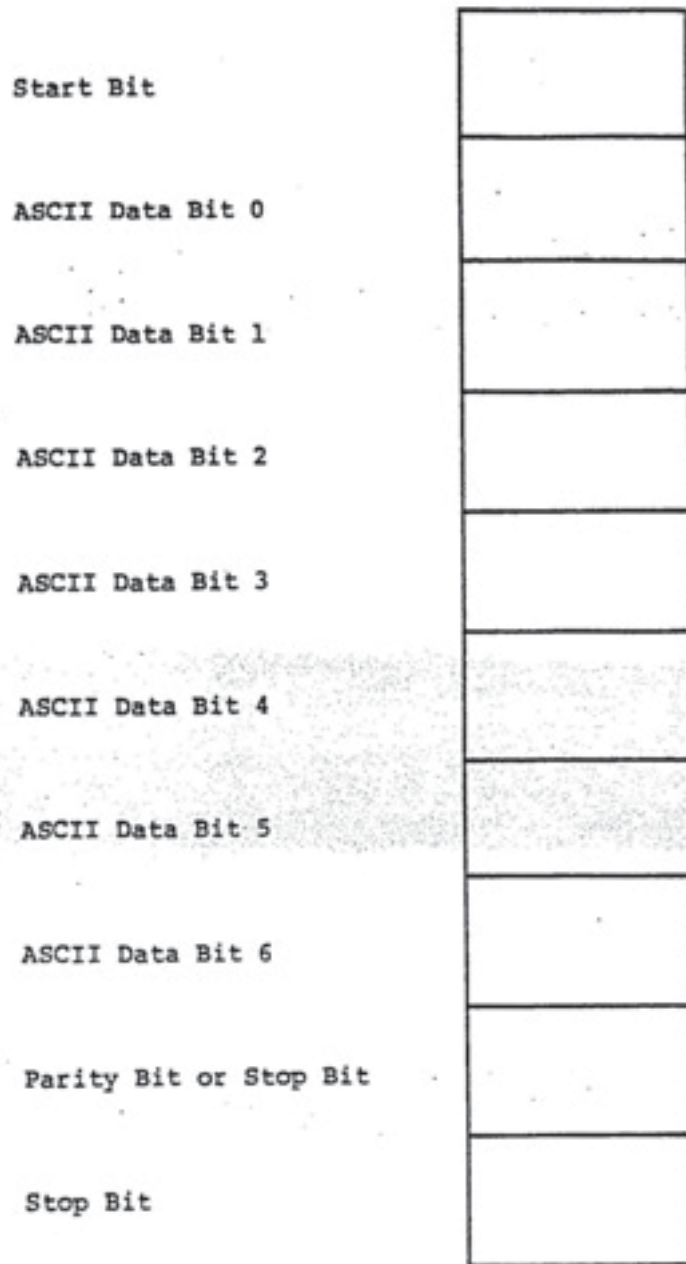 Start Bit
ASCII Data Bit 0
ASCII Data Bit 1
ASCII Data Bit 2
ASCII Data Bit 3
ASCII Data Bit 4
ASCII Data Bit 5
ASCII Data Bit 6
Parity Bit or Stop Bit
Stop Bit